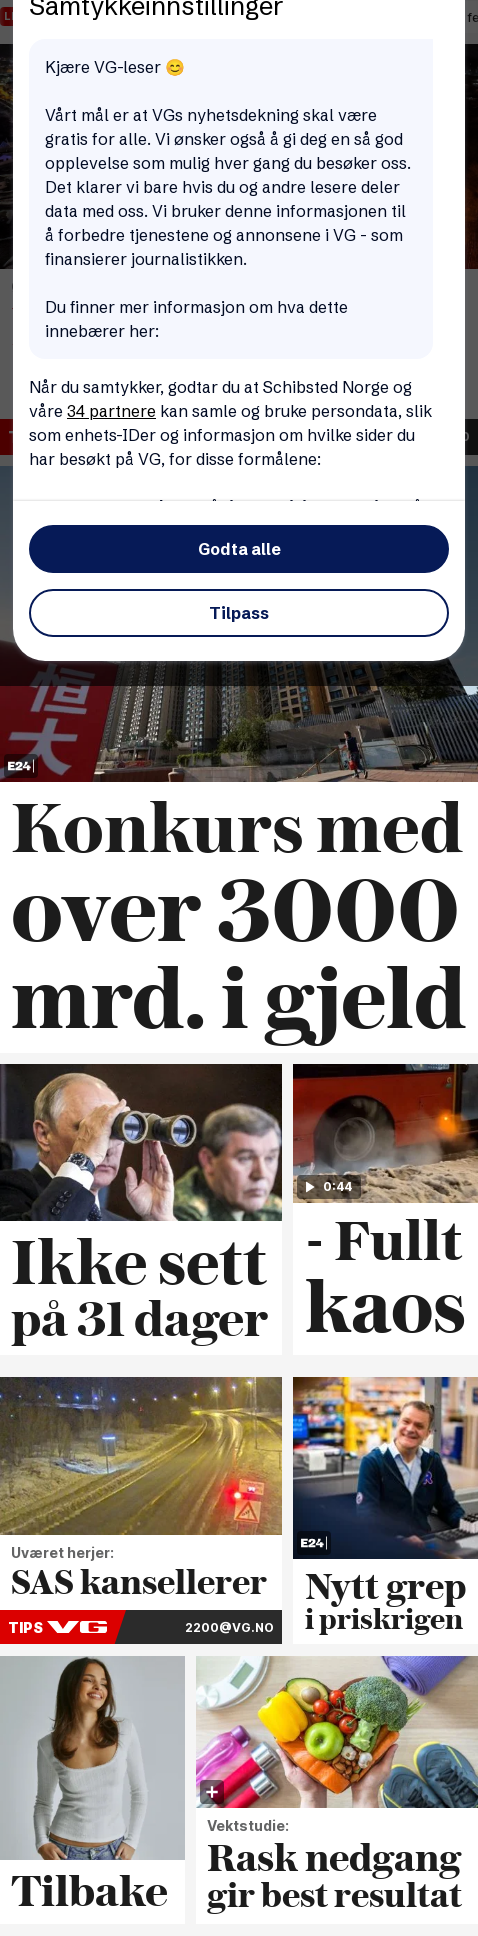 Samtykkeinnstillinger
Kjære VG-leser 😊
Vårt mål er at VGs nyhetsdekning skal være
gratis for alle. Vi ønsker også å gi deg en så god
opplevelse som mulig hver gang du besøker oss.
Det klarer vi bare hvis du og andre lesere deler
data med oss. Vi bruker denne informasjonen til
å forbedre tjenestene og annonsene i VG - som
finansierer journalistikken.
Du finner mer informasjon om hva dette
innebærer her:
Når du samtykker, godtar du at Schibsted Norge og
våre 34 partnere kan samle og bruke persondata, slik
som enhets-IDer og informasjon om hvilke sider du
har besøkt på VG, for disse formålene:
Godta alle
Tilpass
恒
大
E24
Konkurs med
over 3000
mrd. i gjeld
0:44
Ikke sett
på 31 dager
- Fullt
kaos
E24
Uværet herjer:
SAS kansellerer
TIPS VG 2200@VG.NO
Nytt grep
i priskrigen
Tilbake
Vektstudie:
Rask nedgang
gir best resultat